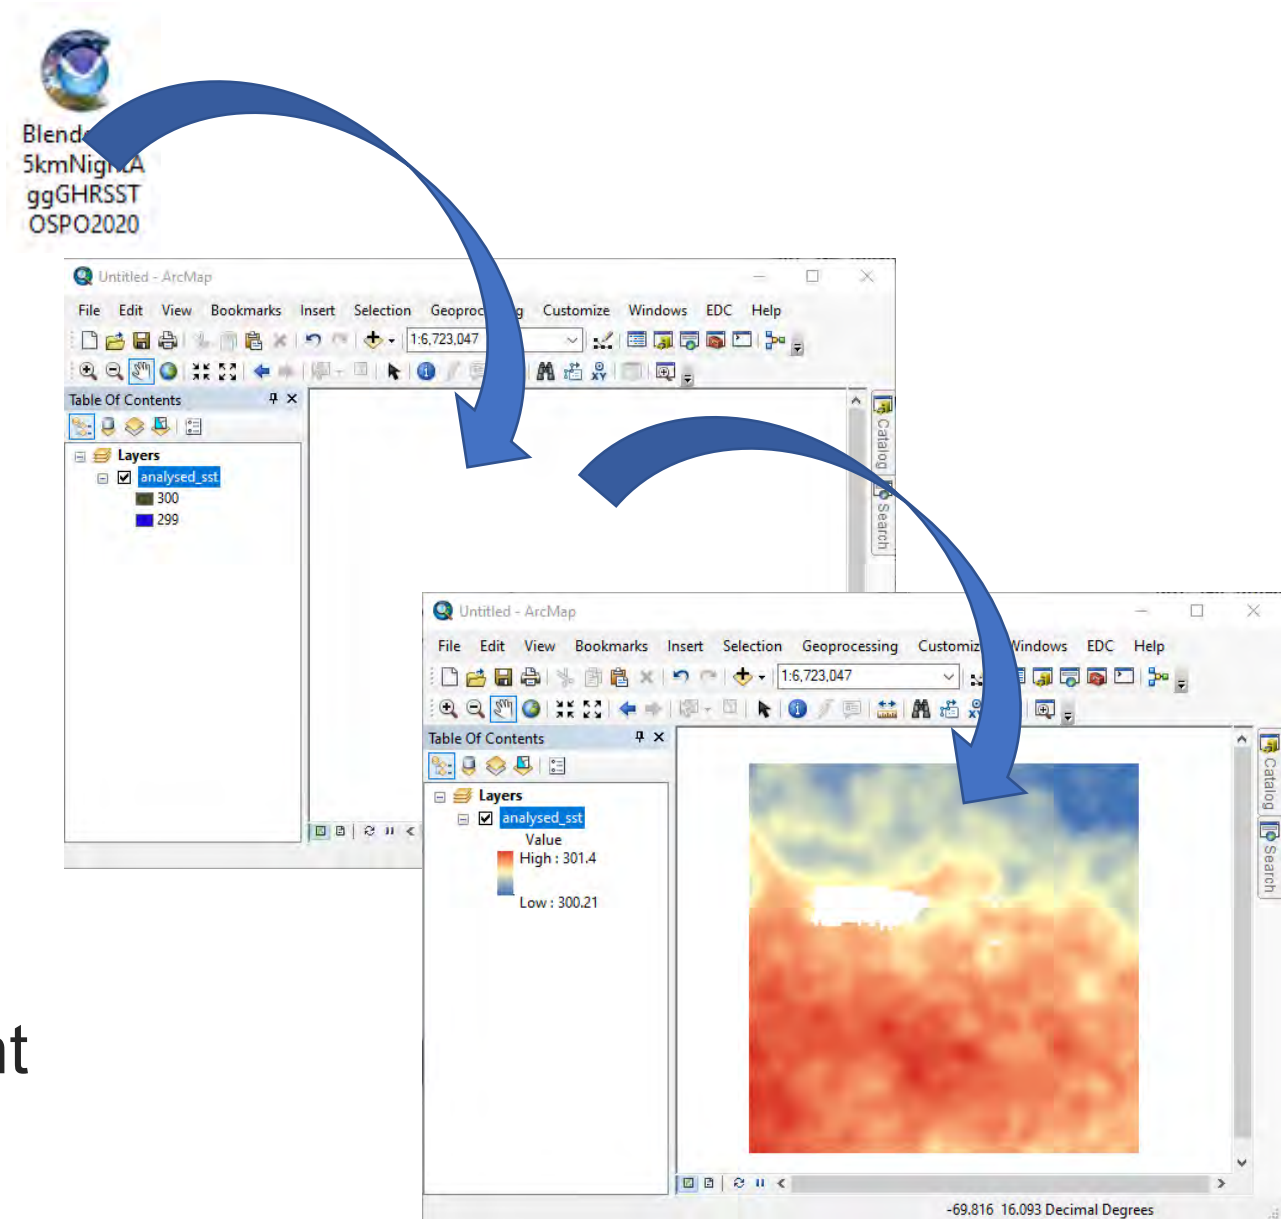 Blend
5kmNig A
ggGHRSST
OSPO2020
Untitled - ArcMap
File Edit View Bookmarks Insert Selection Geoproc g Customize Windows EDC Help
1:6,723,047
Table Of Contents
Layers
analysed_sst
300
299
Catalog
Search
Untitled - ArcMap
File Edit View Bookmarks Insert Selection Geoprocessing Customiz Windows EDC Help
1:6,723,047
Table Of Contents
Layers
analysed_sst
Value
High : 301.4
Low : 300.21
Catalog
Search
nt
-69.816 16.093 Decimal Degrees